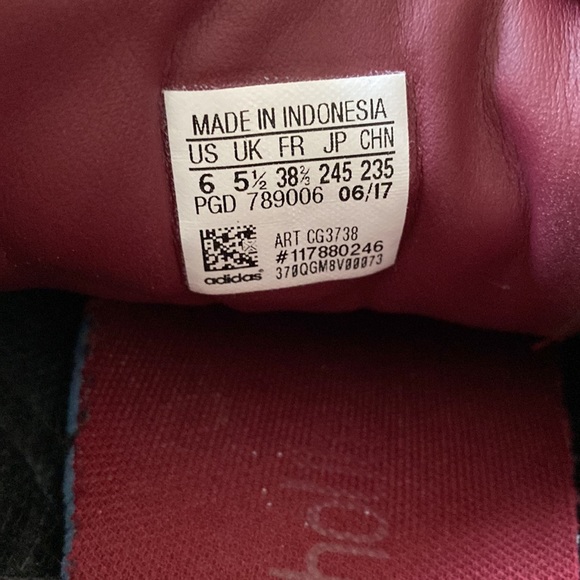 MADE IN INDONESIA
US UK FR JP CHN
6 5½ 38⅔ 245 235
PGD 789006 06/17
ART CG3738
#117880246
370QGM8V00073
adidas